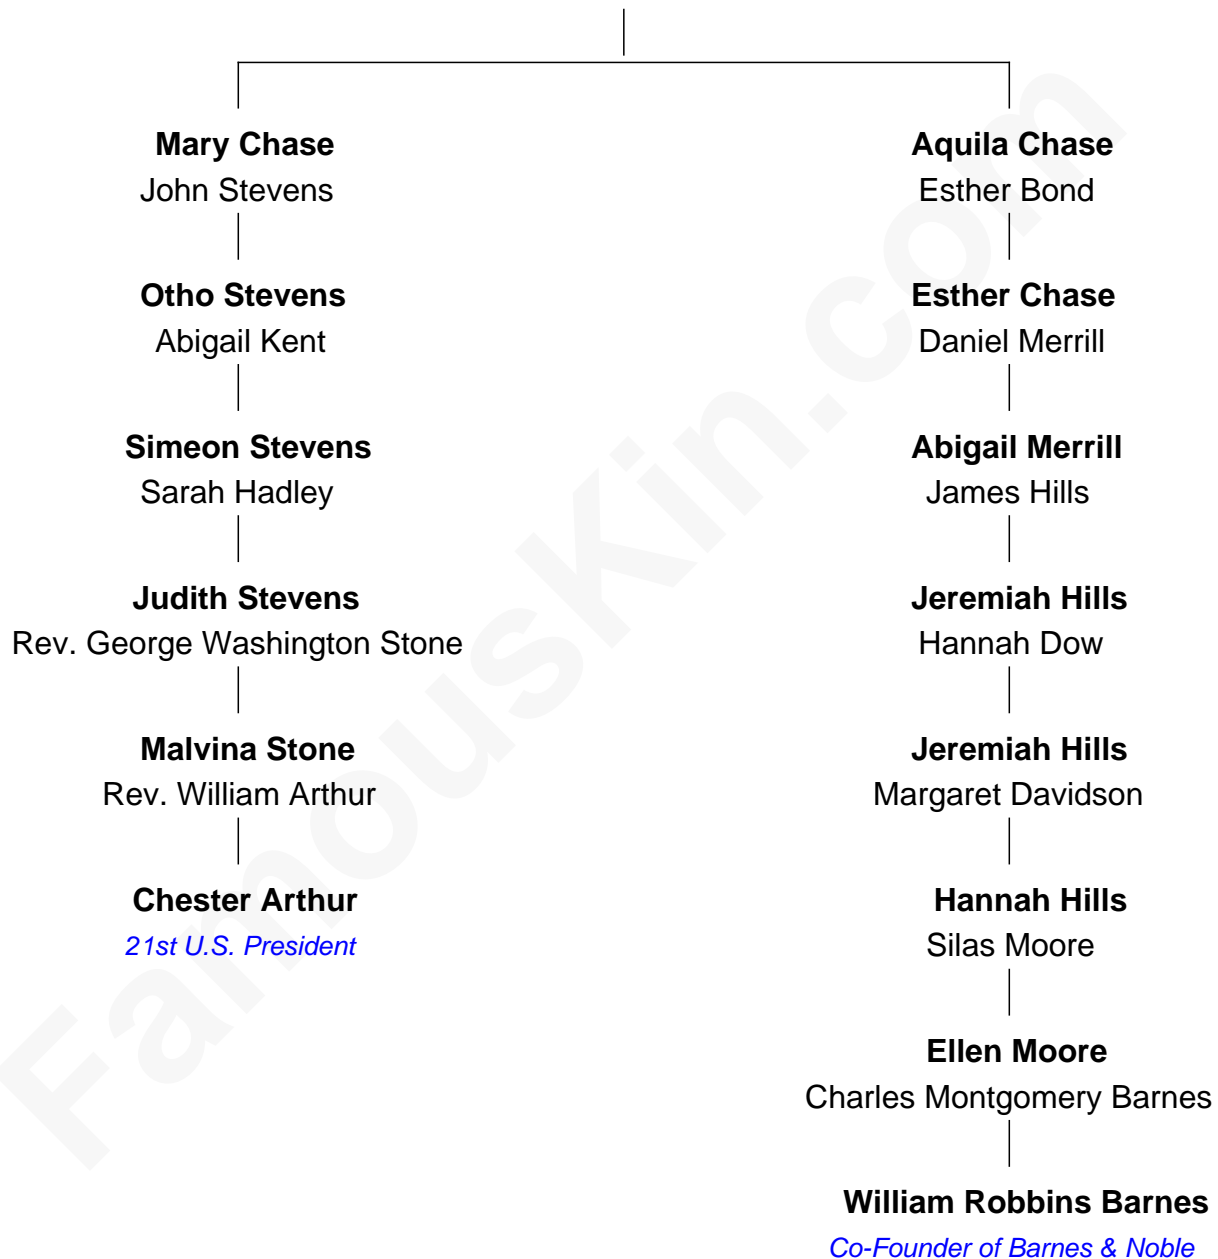 Mary Chase
John Stevens
Otho Stevens
Abigail Kent
Simeon Stevens
Sarah Hadley
Judith Stevens
Rev. George Washington Stone
Malvina Stone
Rev. William Arthur
Chester Arthur
21st U.S. President
Aquila Chase
Esther Bond
Esther Chase
Daniel Merrill
Abigail Merrill
James Hills
Jeremiah Hills
Hannah Dow
Jeremiah Hills
Margaret Davidson
Hannah Hills
Silas Moore
Ellen Moore
Charles Montgomery Barnes
William Robbins Barnes
Co-Founder of Barnes & Noble
FamousKin.com